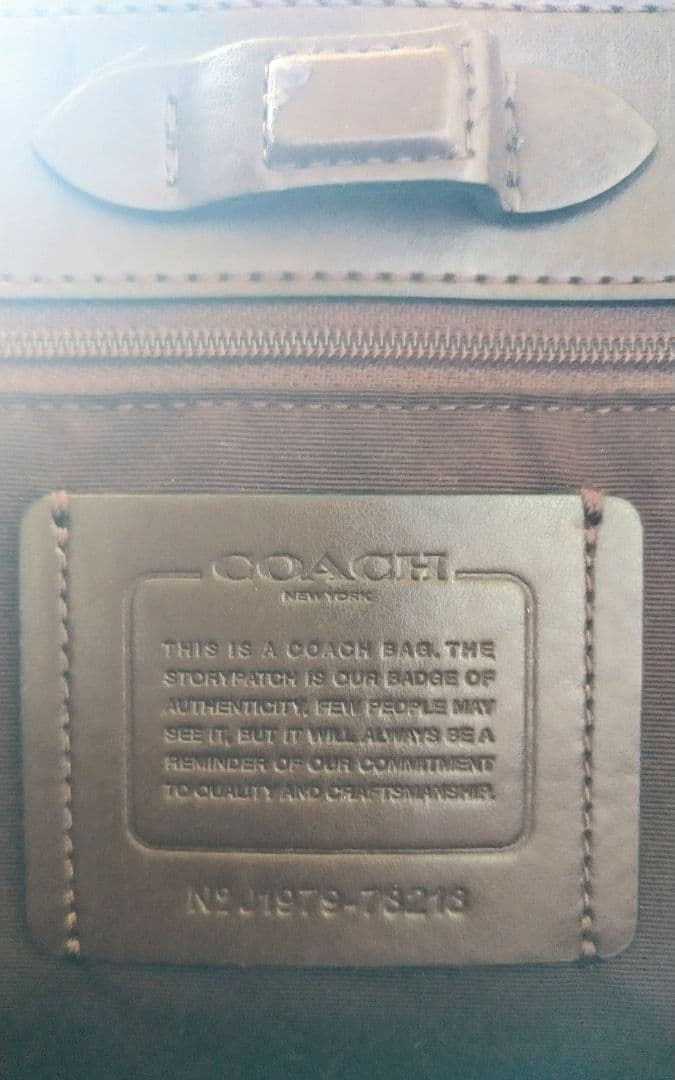 COACH
NEW YORK
THIS IS A COACH BAG. THE
STORYPATCH IS OUR BADGE OF
AUTHENTICITY. FEW PEOPLE MAY
SEE IT, BUT IT WILL ALWAYS BE A
REMINDER OF OUR COMMITMENT
TO QUALITY AND CRAFTSMANSHIP.
Nº J1979-78218